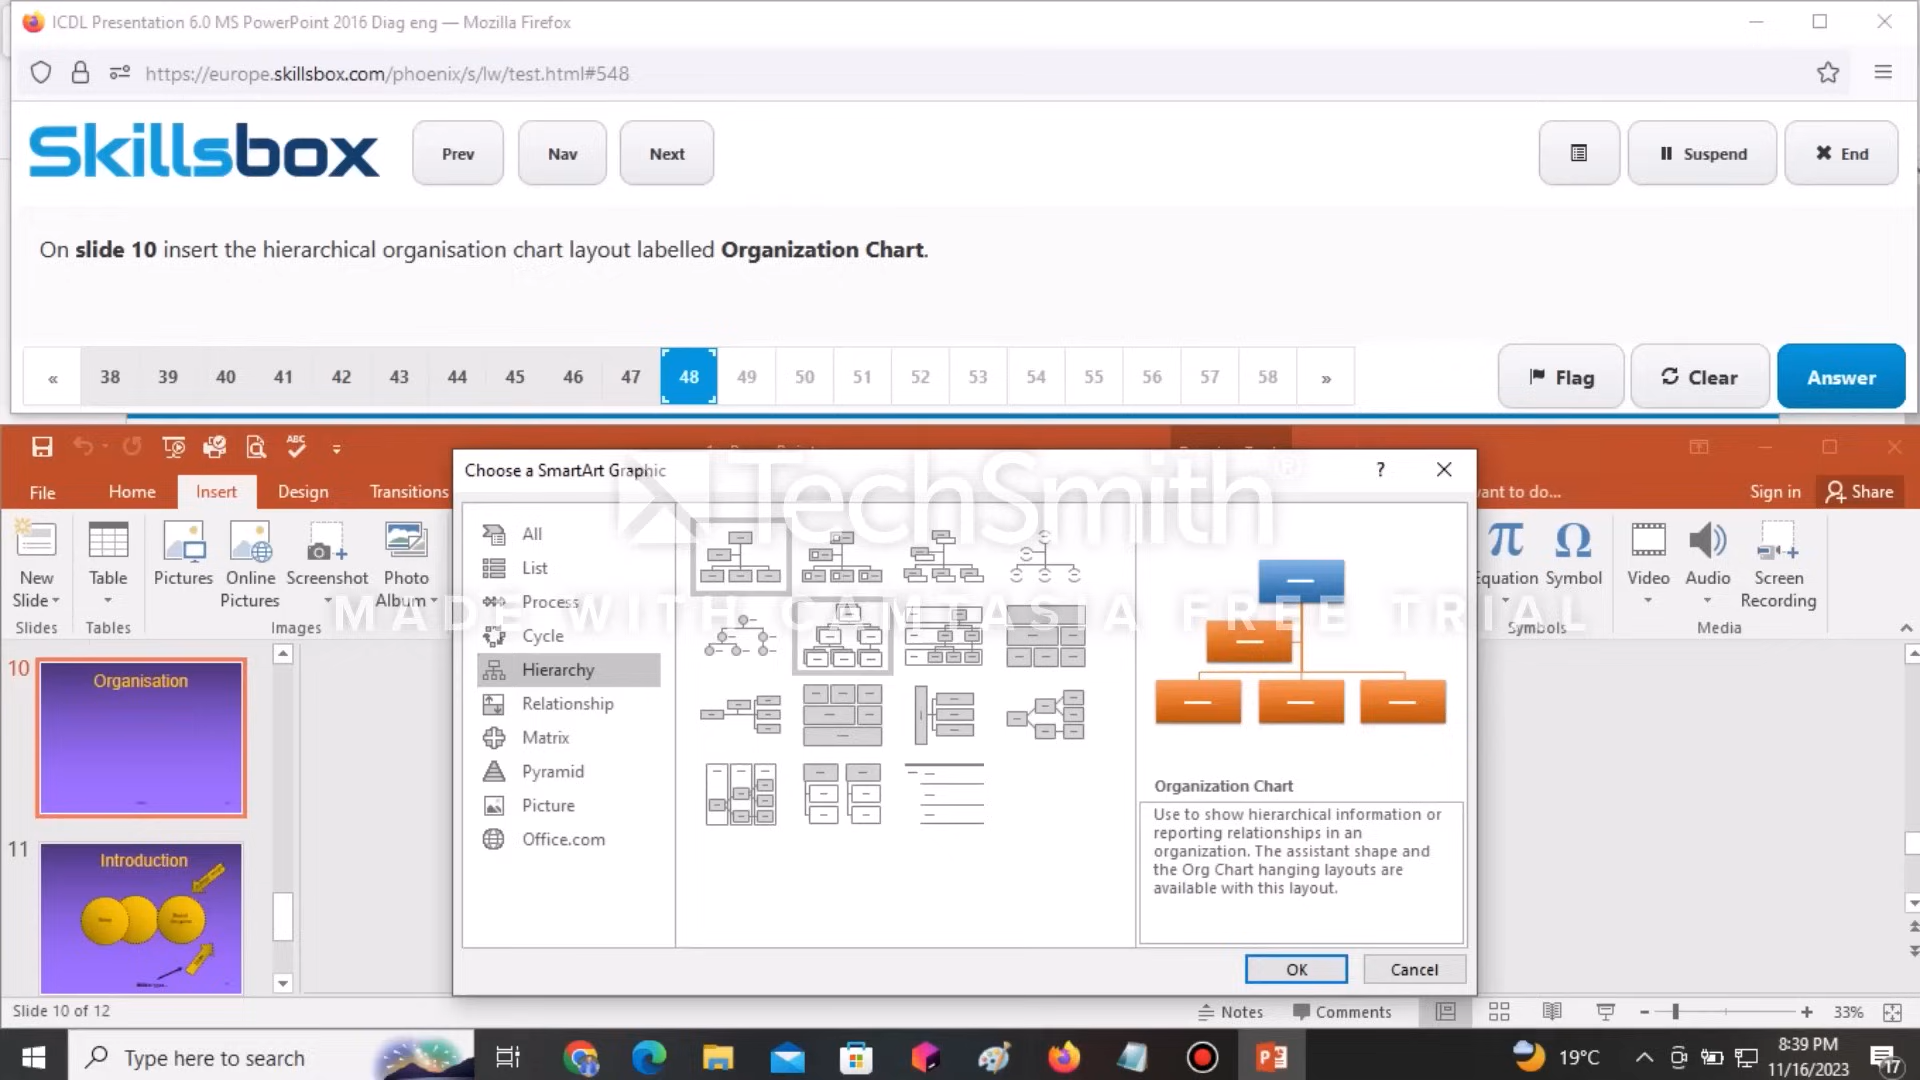 ICDL Presentation 6.0 MS PowerPoint 2016 Diag eng — Mozilla Firefox
https://europe.skillsbox.com/phoenix/s/lw/test.html#548
Skillsbox
Prev Nav Next
Suspend End
On slide 10 insert the hierarchical organisation chart layout labelled Organization Chart.
« 38 39 40 41 42 43 44 45 46 47 48 49 50 51 52 53 54 55 56 57 58 »
Flag Clear Answer
ABC
Choose a SmartArt Graphic ?
TechSmith
MADE WITH CAMTASIA FREE TRIAL
File Home Insert Design Transitions
want to do... Sign in Share
New Slide
Table
Pictures
Online Pictures
Screenshot
Photo Album
Slides Tables Images
Equation Symbol
Video Audio
Screen Recording
Symbols Media
All
List
Process
Cycle
Hierarchy
Relationship
Matrix
Pyramid
Picture
Office.com
Organization Chart
Use to show hierarchical information or
reporting relationships in an
organization. The assistant shape and
the Org Chart hanging layouts are
available with this layout.
OK Cancel
10
Organisation
11
Introduction
Slide 10 of 12
Notes Comments 33%
Type here to search
19°C
8:39 PM
11/16/2023
17